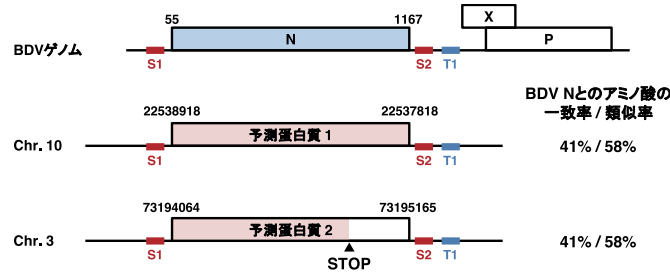 X
55
1167
BDVゲノム
N
P
S1
S2
T1
BDV Nとのアミノ酸の
一致率 / 類似率
22538918
22537818
Chr. 10
予測蛋白質 1
41% / 58%
S1
S2
T1
73194064
73195165
Chr. 3
予測蛋白質 2
41% / 58%
S1
STOP
S2
T1